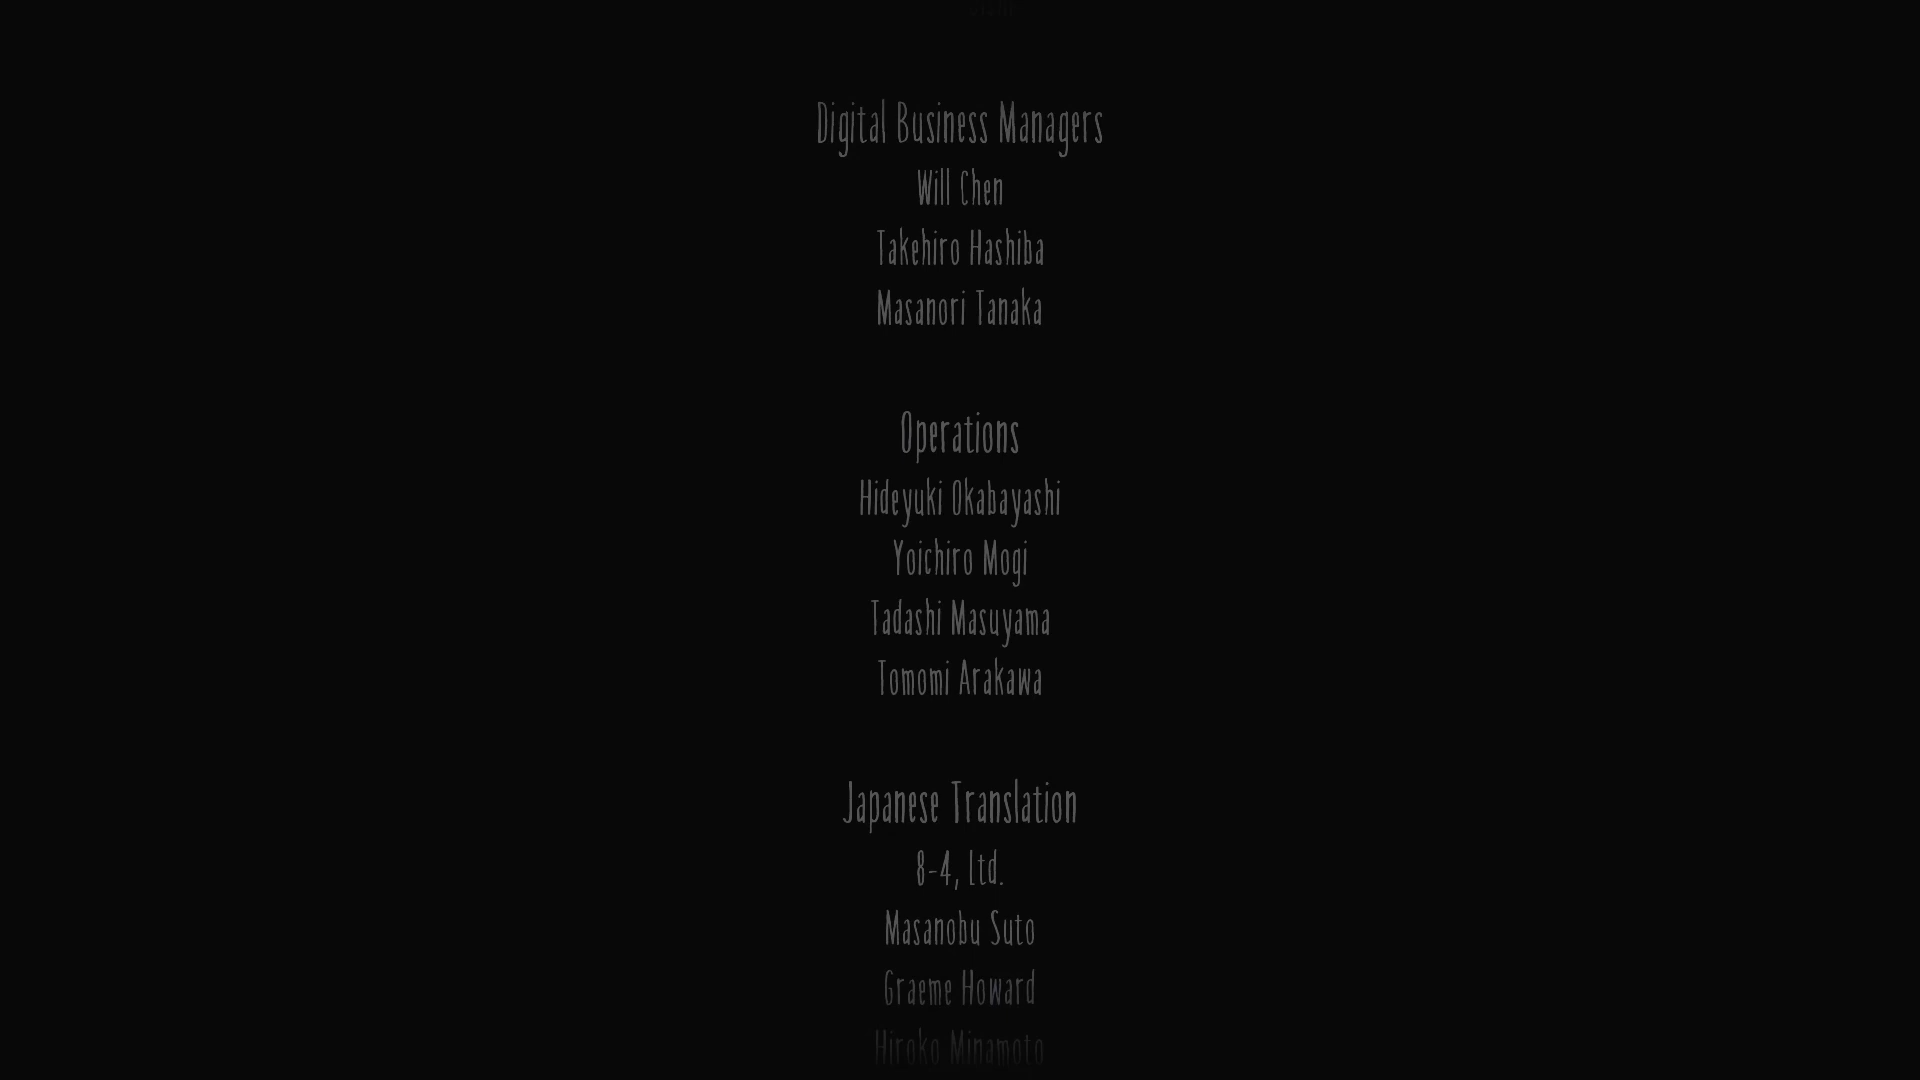 Digital Business Managers
Will Chen
Takehiro Hashiba
Masanori Tanaka
Operations
Hideyuki Okabayashi
Yoichiro Mogi
Tadashi Masuyama
Tomomi Arakawa
Japanese Translation
8-4, Ltd.
Masanobu Suto
Graeme Howard
Hiroko Minamoto